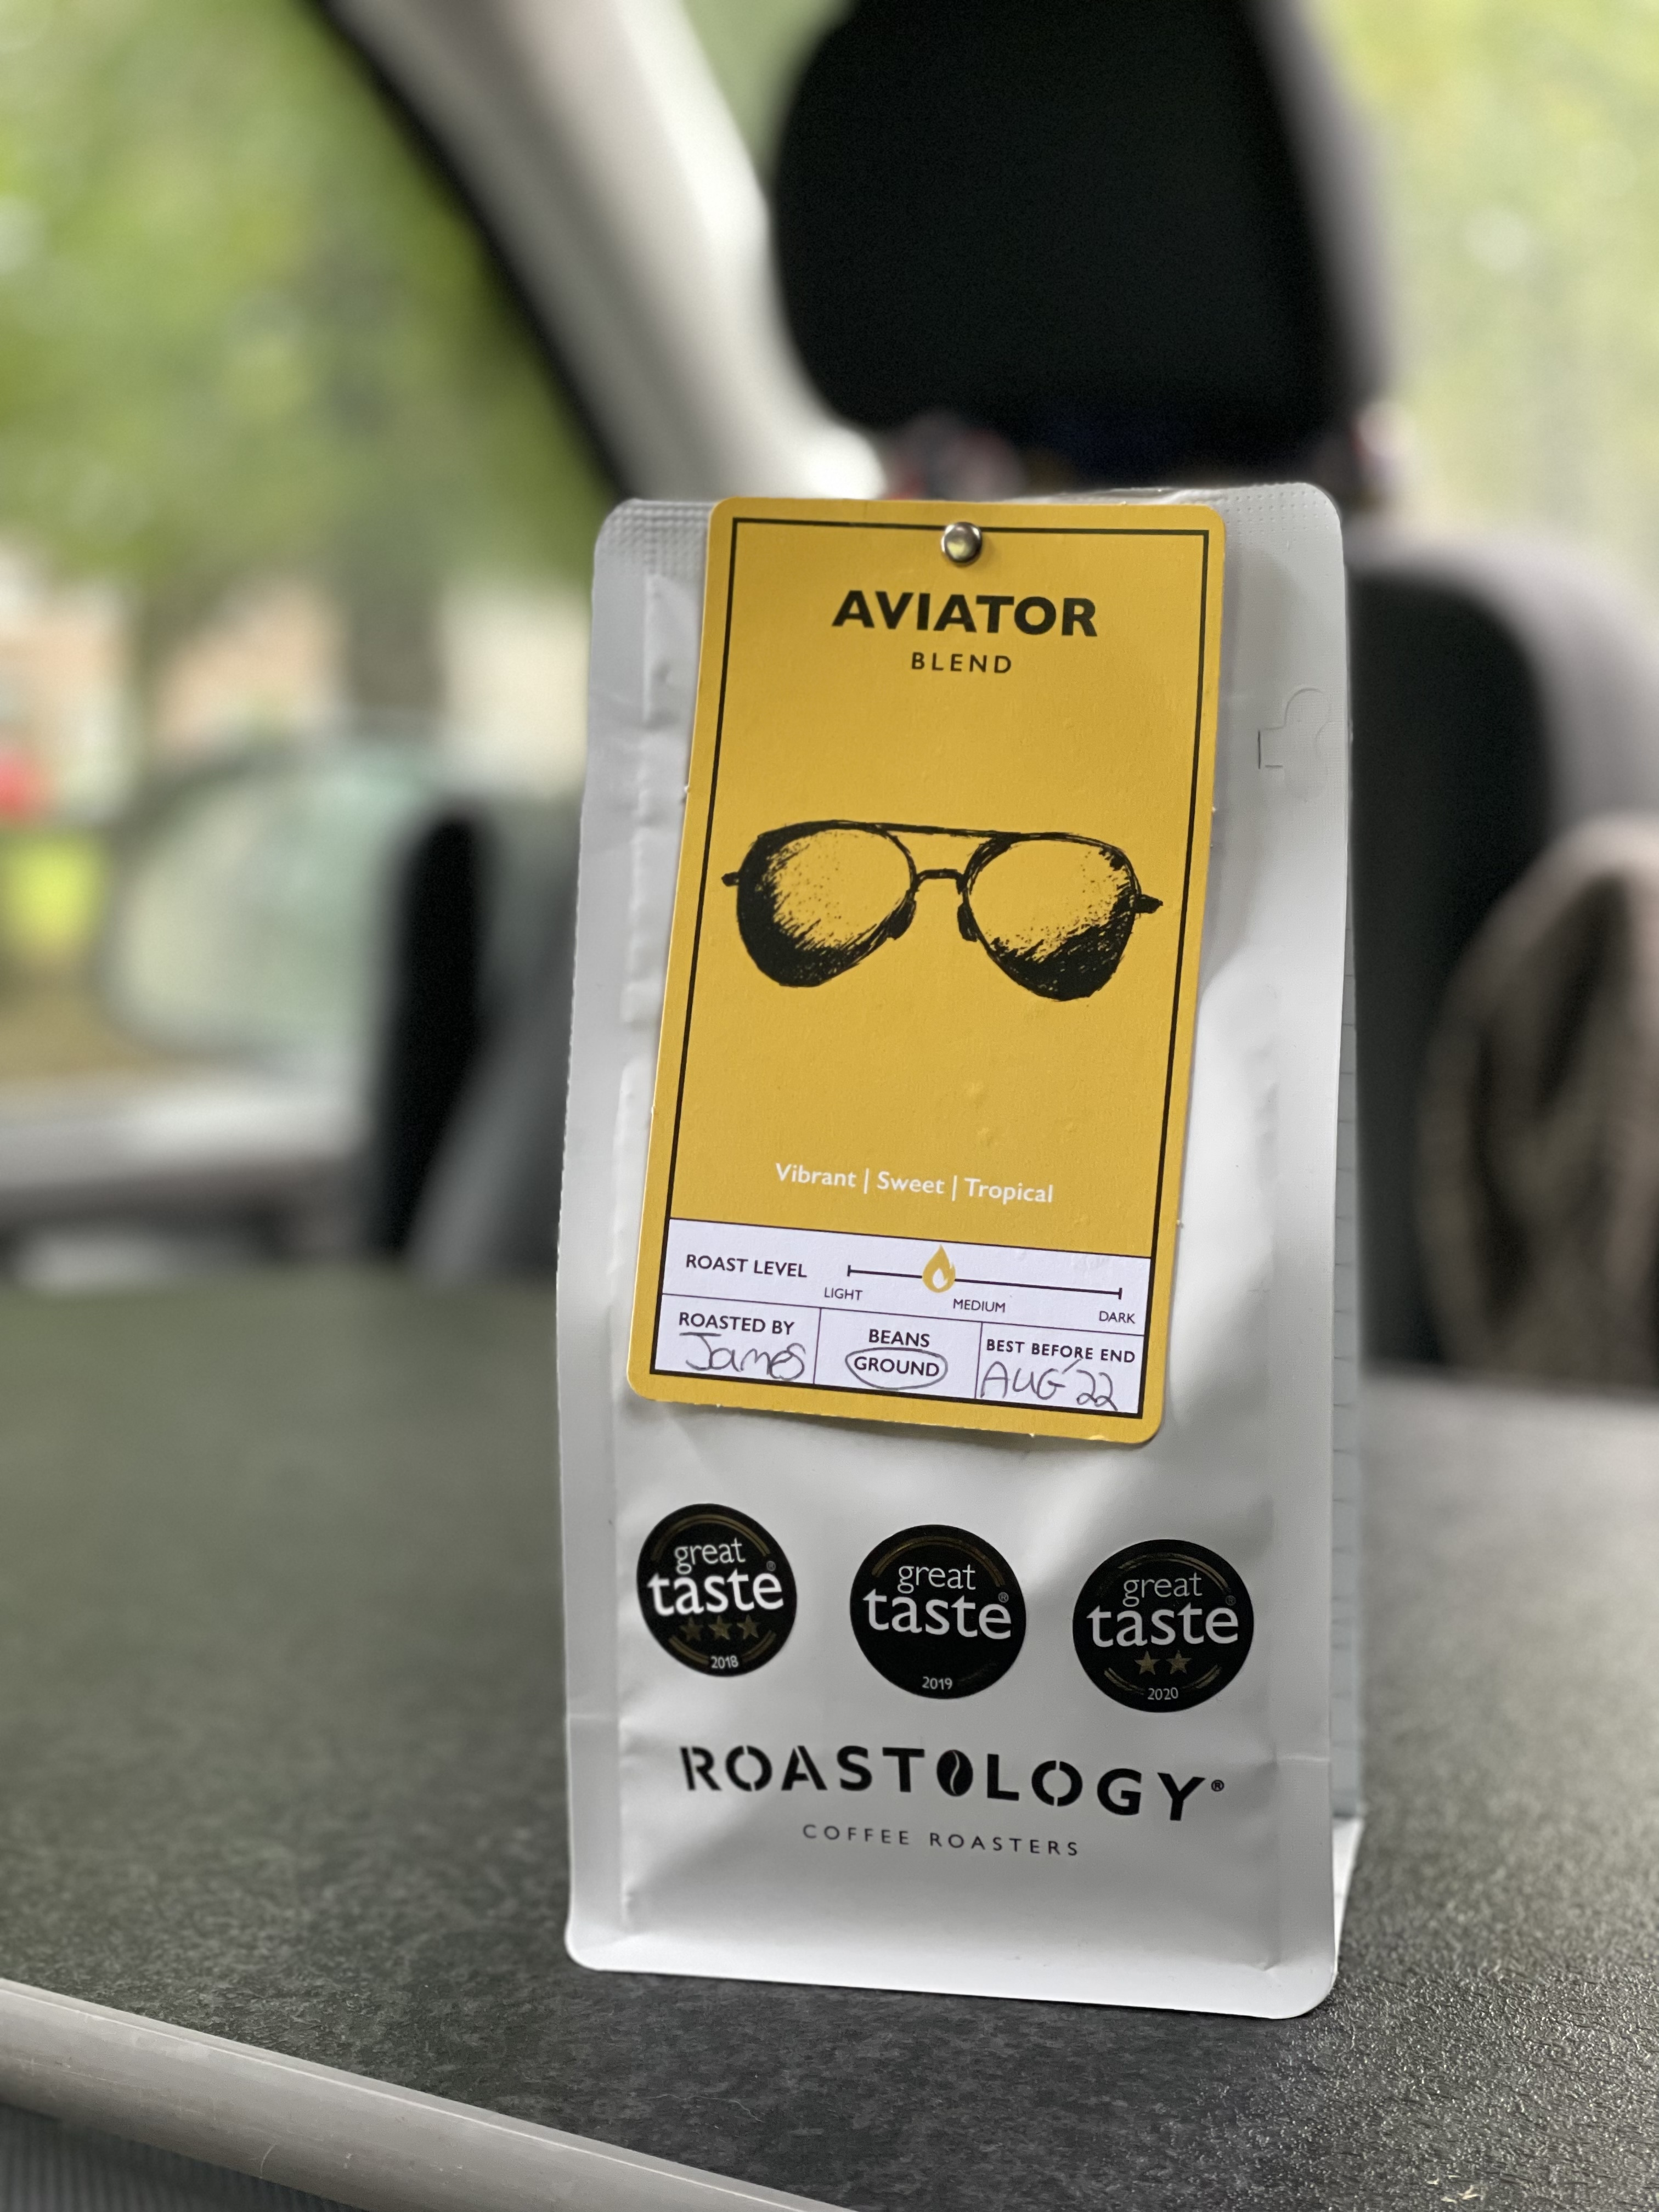 AVIATOR
BLEND
Vibrant | Sweet | Tropical
ROAST LEVEL
LIGHT
MEDIUM
DARK
ROASTED BY
James
BEANS
GROUND
BEST BEFORE END
AUG'22
great
taste®
2018
great
taste®
2019
great
taste®
2020
ROASTOLOGY®
COFFEE ROASTERS